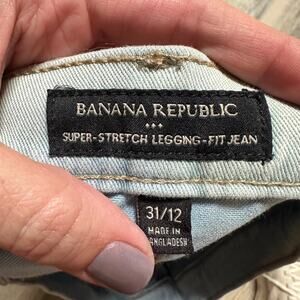 BANANA REPUBLIC
SUPER-STRETCH LEGGING-FIT JEAN
31/12
MADE IN
BANGLADESH